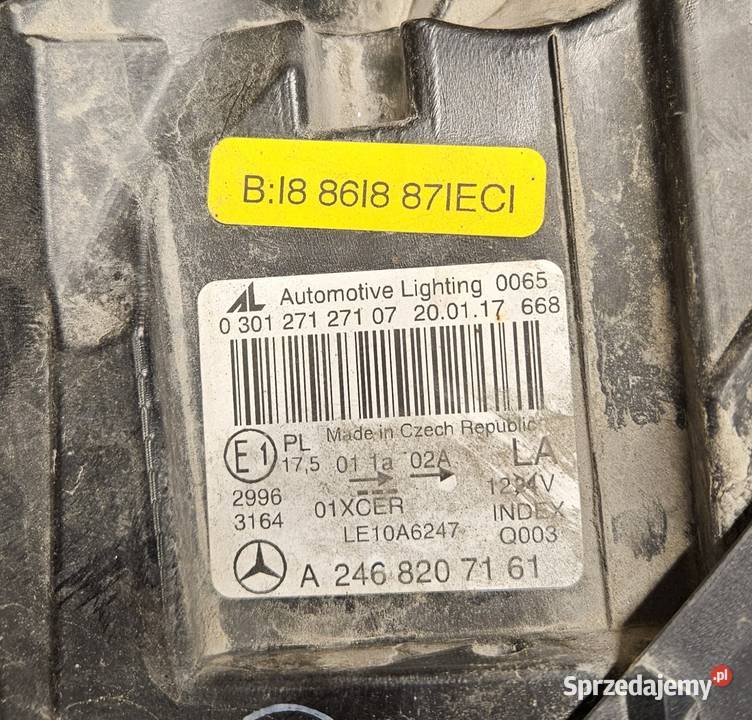 B:I8 86I8 87IECI
AL Automotive Lighting 0065
0 301 271 271 07 20.01.17 668
Made in Czech Republic
E1 PL 17,5 01 1a 02A LA
12 24V
2996 01XCER INDEX
3164 LE10A6247 Q003
A 246 820 71 61
Sprzedajemy.pl